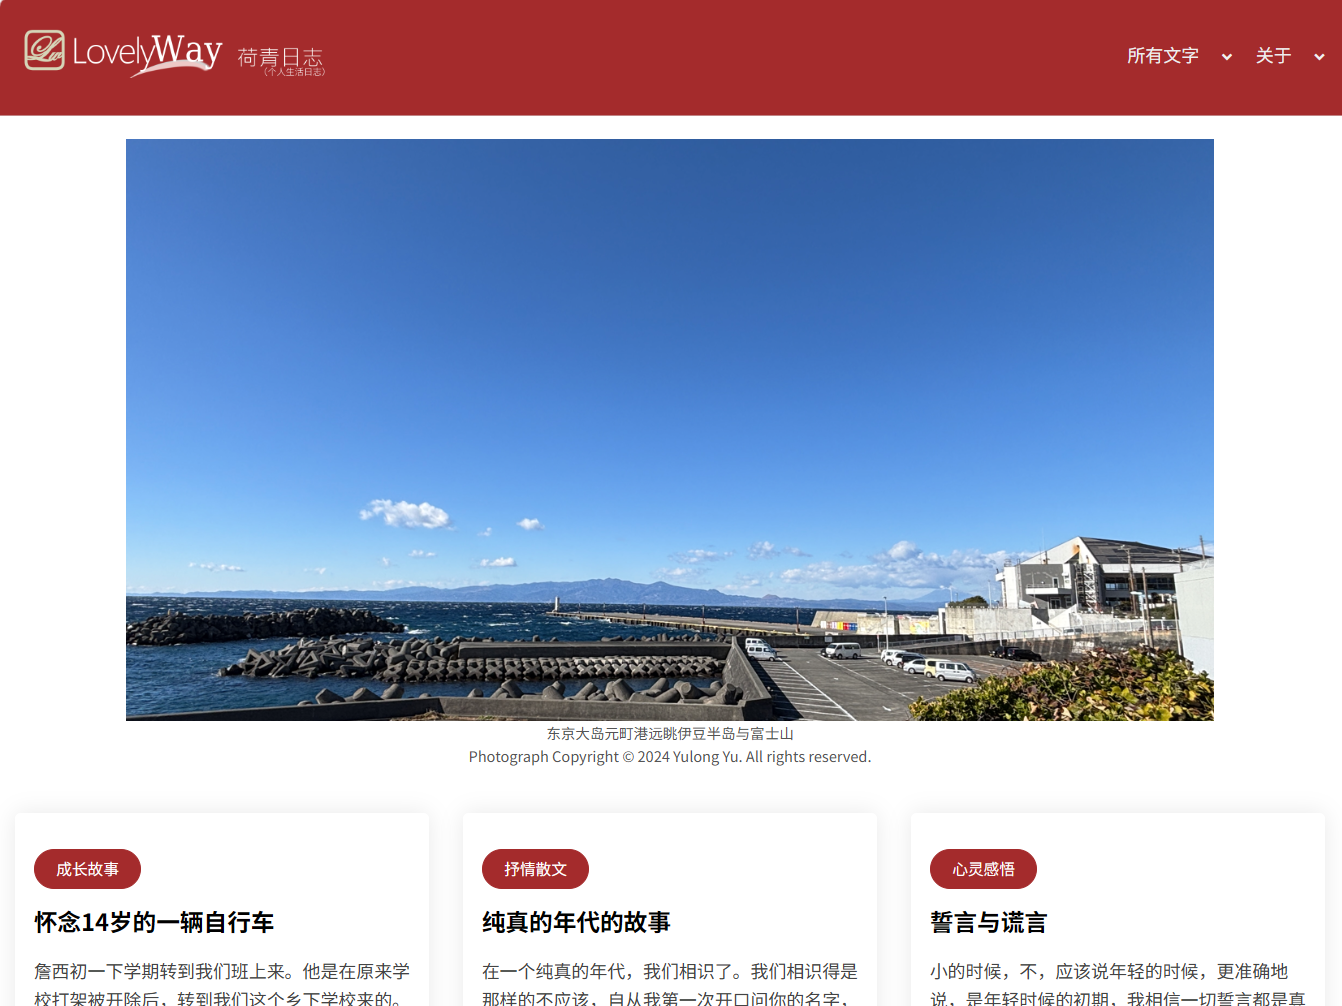 LovelyWay 荷青日志
(个人生活日志)
所有文字 关于
东京大岛元町港远眺伊豆半岛与富士山
Photograph Copyright © 2024 Yulong Yu. All rights reserved.
成长故事
怀念14岁的一辆自行车
詹西初一下学期转到我们班上来。他是在原来学
校打架被开除后，转到我们这个乡下学校来的。
抒情散文
纯真的年代的故事
在一个纯真的年代，我们相识了。我们相识得是
那样的不应该，自从我第一次开口问你的名字，
心灵感悟
誓言与谎言
小的时候，不，应该说年轻的时候，更准确地
说，是年轻时候的初期，我相信一切誓言都是真